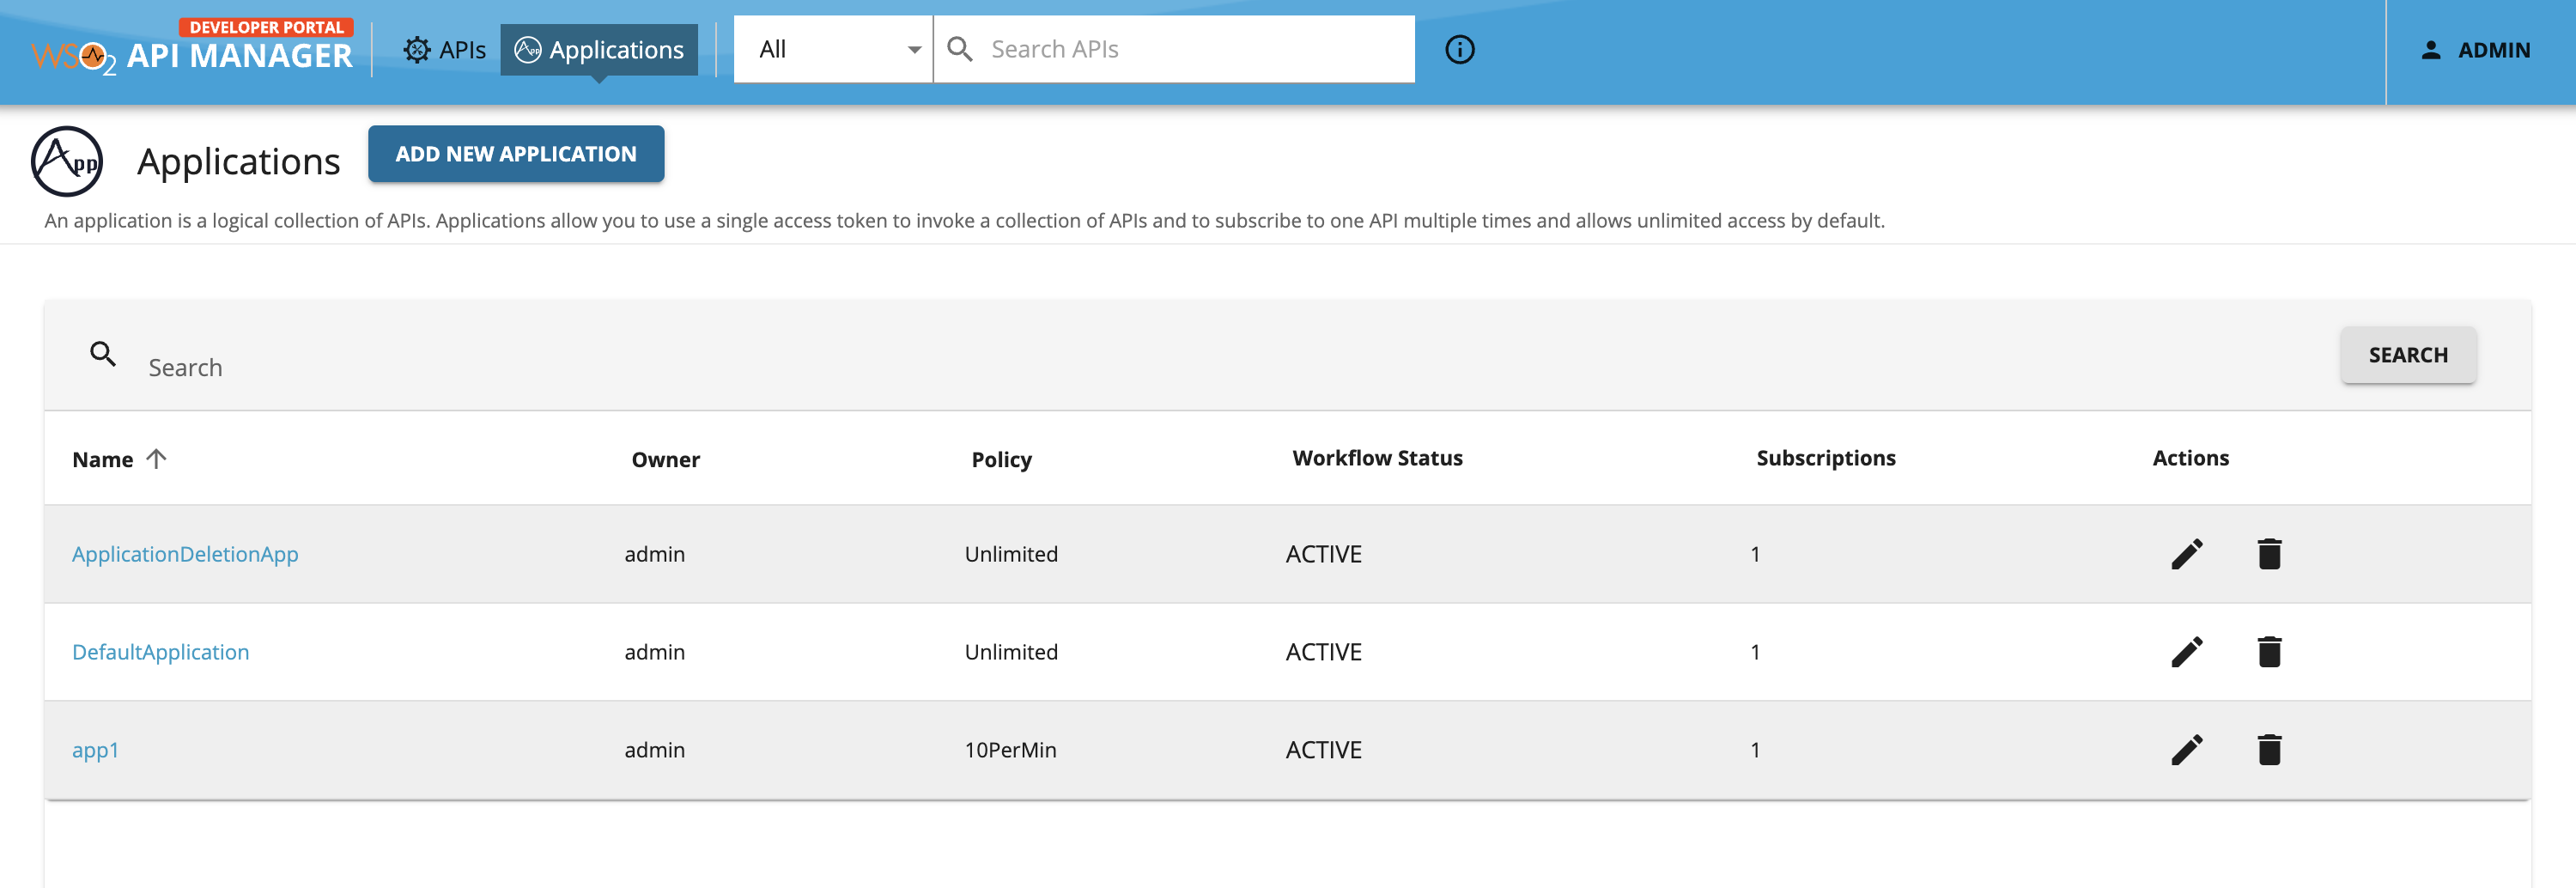 DEVELOPER PORTAL
WSO2 API MANAGER
APIs
App Applications
All
Search APIs
ADMIN
App
Applications
ADD NEW APPLICATION
An application is a logical collection of APIs. Applications allow you to use a single access token to invoke a collection of APIs and to subscribe to one API multiple times and allows unlimited access by default.
Search
SEARCH
Name Owner Policy Workflow Status Subscriptions Actions
ApplicationDeletionApp admin Unlimited ACTIVE 1
DefaultApplication admin Unlimited ACTIVE 1
app1 admin 10PerMin ACTIVE 1